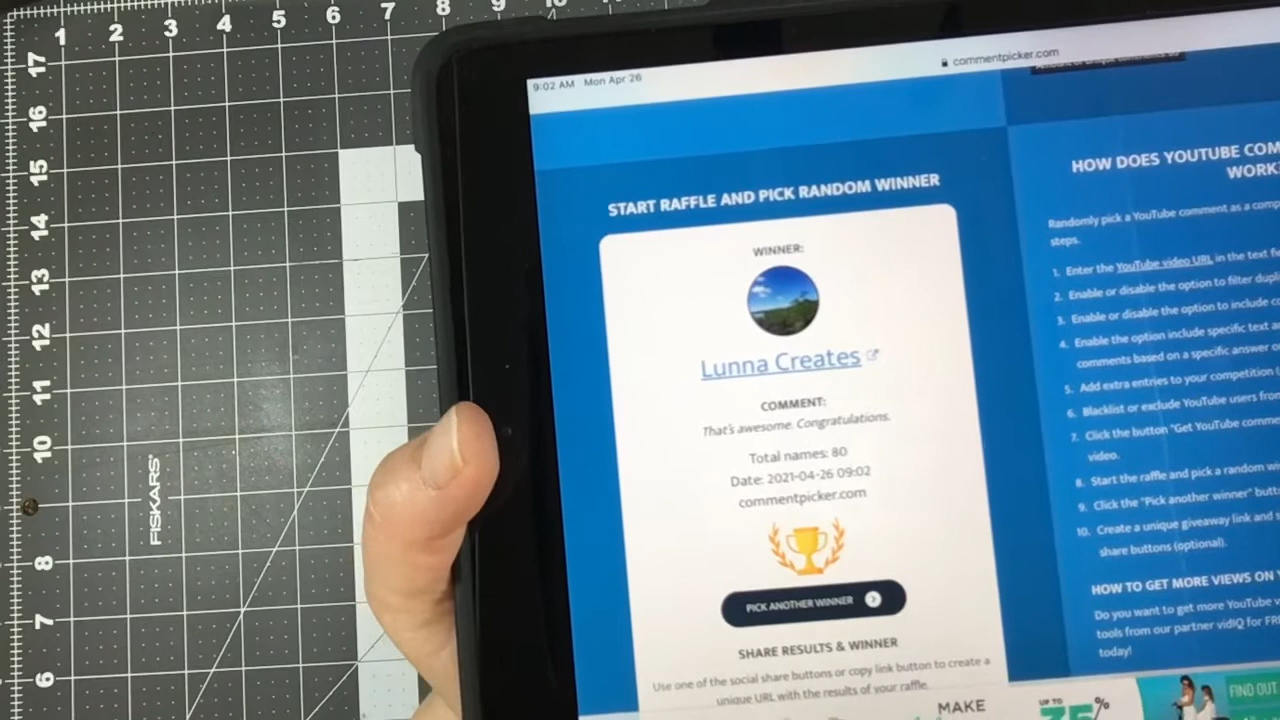 1 2 3 4 5 6 7 8 9 10
17
16
15
14
13
12
11
10
8
7
6
FISKARS
9:02 AM Mon Apr 26
commentpicker.com
START RAFFLE AND PICK RANDOM WINNER
WINNER:
Lunna Creates
COMMENT:
That's awesome. Congratulations.
Total names: 80
Date: 2021-04-26 09:02
commentpicker.com
PICK ANOTHER WINNER
SHARE RESULTS & WINNER
Use one of the social share buttons or copy link button to create a
unique URL with the results of your raffle.
HOW DOES YOUTUBE COM
WORK
Randomly pick a YouTube comment as a comp
steps.
1. Enter the YouTube video URL in the text fi
2. Enable or disable the option to filter dupl
3. Enable or disable the option to include co
4. Enable the option include specific text a
comments based on a specific answer o
5. Add extra entries to your competition (
6. Blacklist or exclude YouTube users from
7. Click the button "Get YouTube comme
video.
8. Start the raffle and pick a random wi
9. Click the "Pick another winner" butt
10. Create a unique giveaway link and s
share buttons (optional).
HOW TO GET MORE VIEWS ON Y
Do you want to get more YouTube v
tools from our partner vidIQ for FR
today!
MAKE
UP TO
35%
FIND OUT